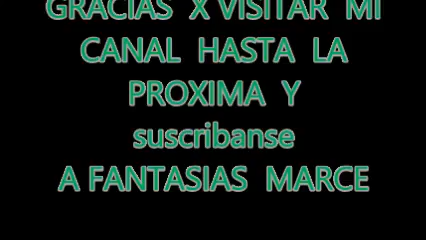 GRACIAS X VISITAR MI
CANAL HASTA LA
PROXIMA Y
suscribanse
A FANTASIAS MARCE